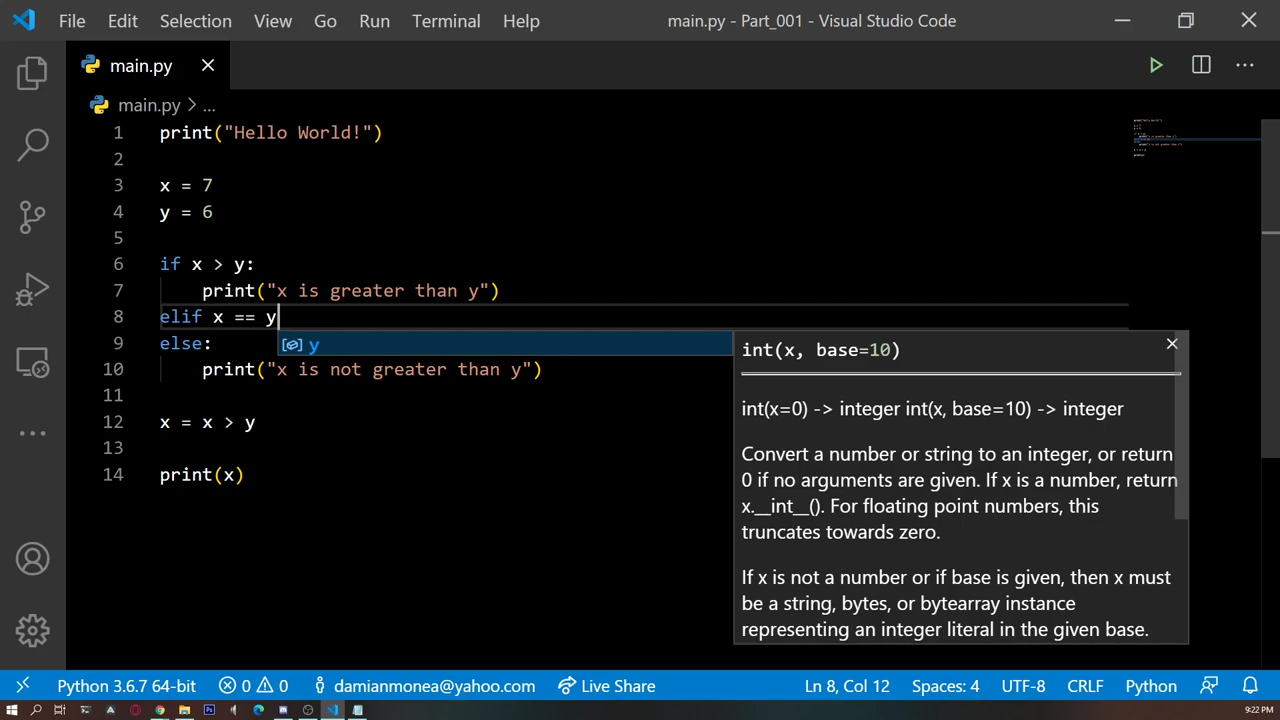 File Edit Selection View Go Run Terminal Help main.py - Part_001 - Visual Studio Code
main.py
main.py > ...
1 print("Hello World!")
2
3 x = 7
4 y = 6
5
6 if x > y:
7 print("x is greater than y")
8 elif x == y
y
9 else:
10 print("x is not greater than y")
11
12 x = x > y
13
14 print(x)
int(x, base=10)
int(x=0) -> integer int(x, base=10) -> integer
Convert a number or string to an integer, or return
0 if no arguments are given. If x is a number, return
x.__int__(). For floating point numbers, this
truncates towards zero.
If x is not a number or if base is given, then x must
be a string, bytes, or bytearray instance
representing an integer literal in the given base.
Python 3.6.7 64-bit 0 0 damianmonea@yahoo.com Live Share Ln 8, Col 12 Spaces: 4 UTF-8 CRLF Python
9:22 PM